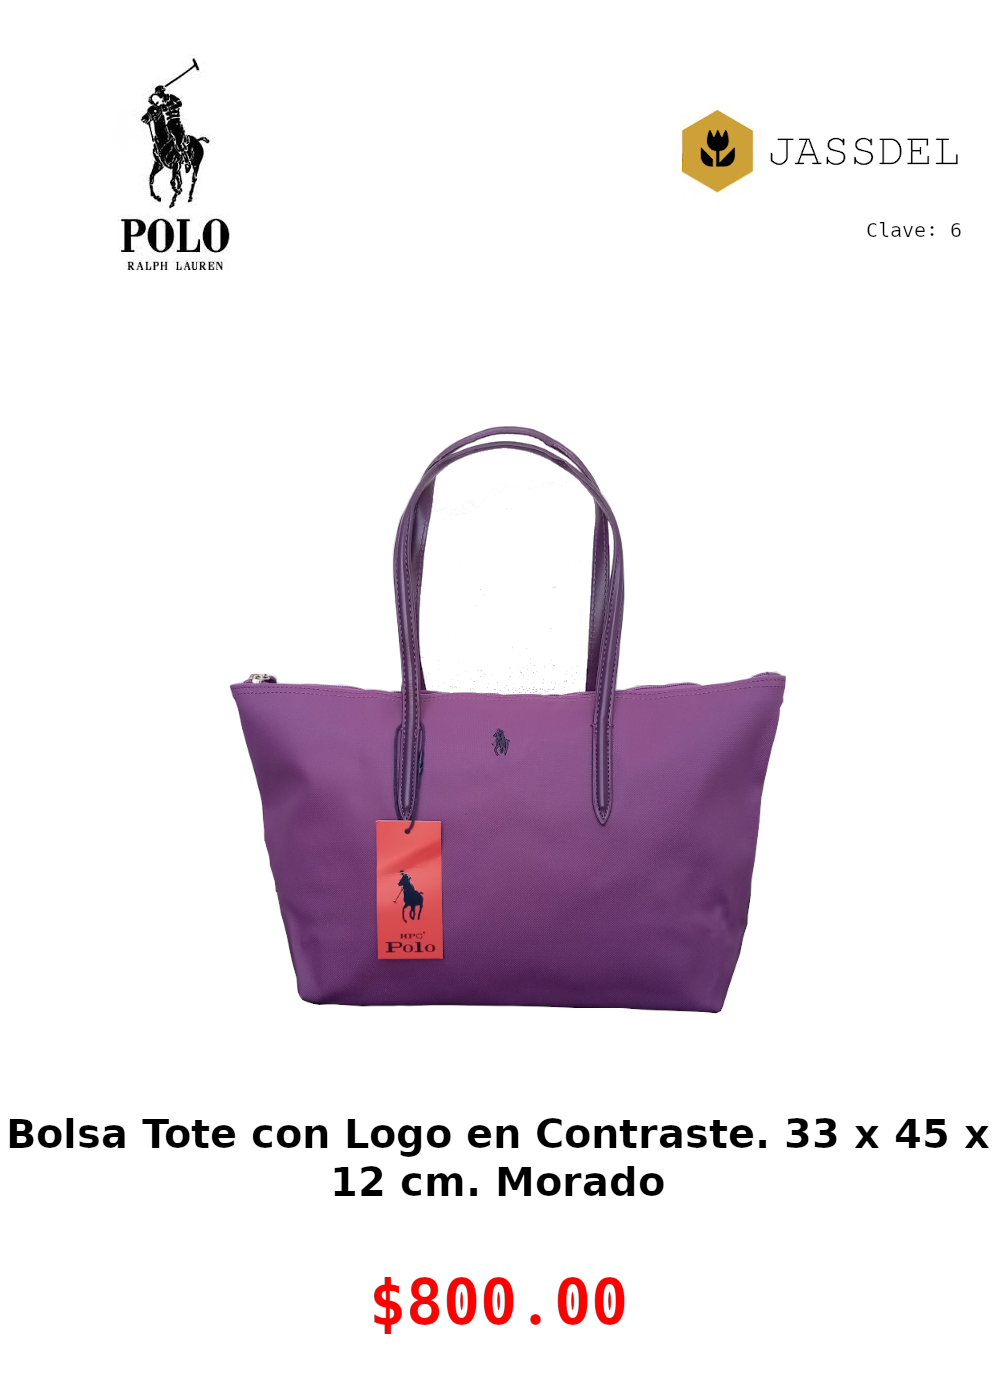 POLO
RALPH LAUREN
JASSDEL
Clave: 6
HPC
Polo
Bolsa Tote con Logo en Contraste. 33 x 45 x
12 cm. Morado
$800.00